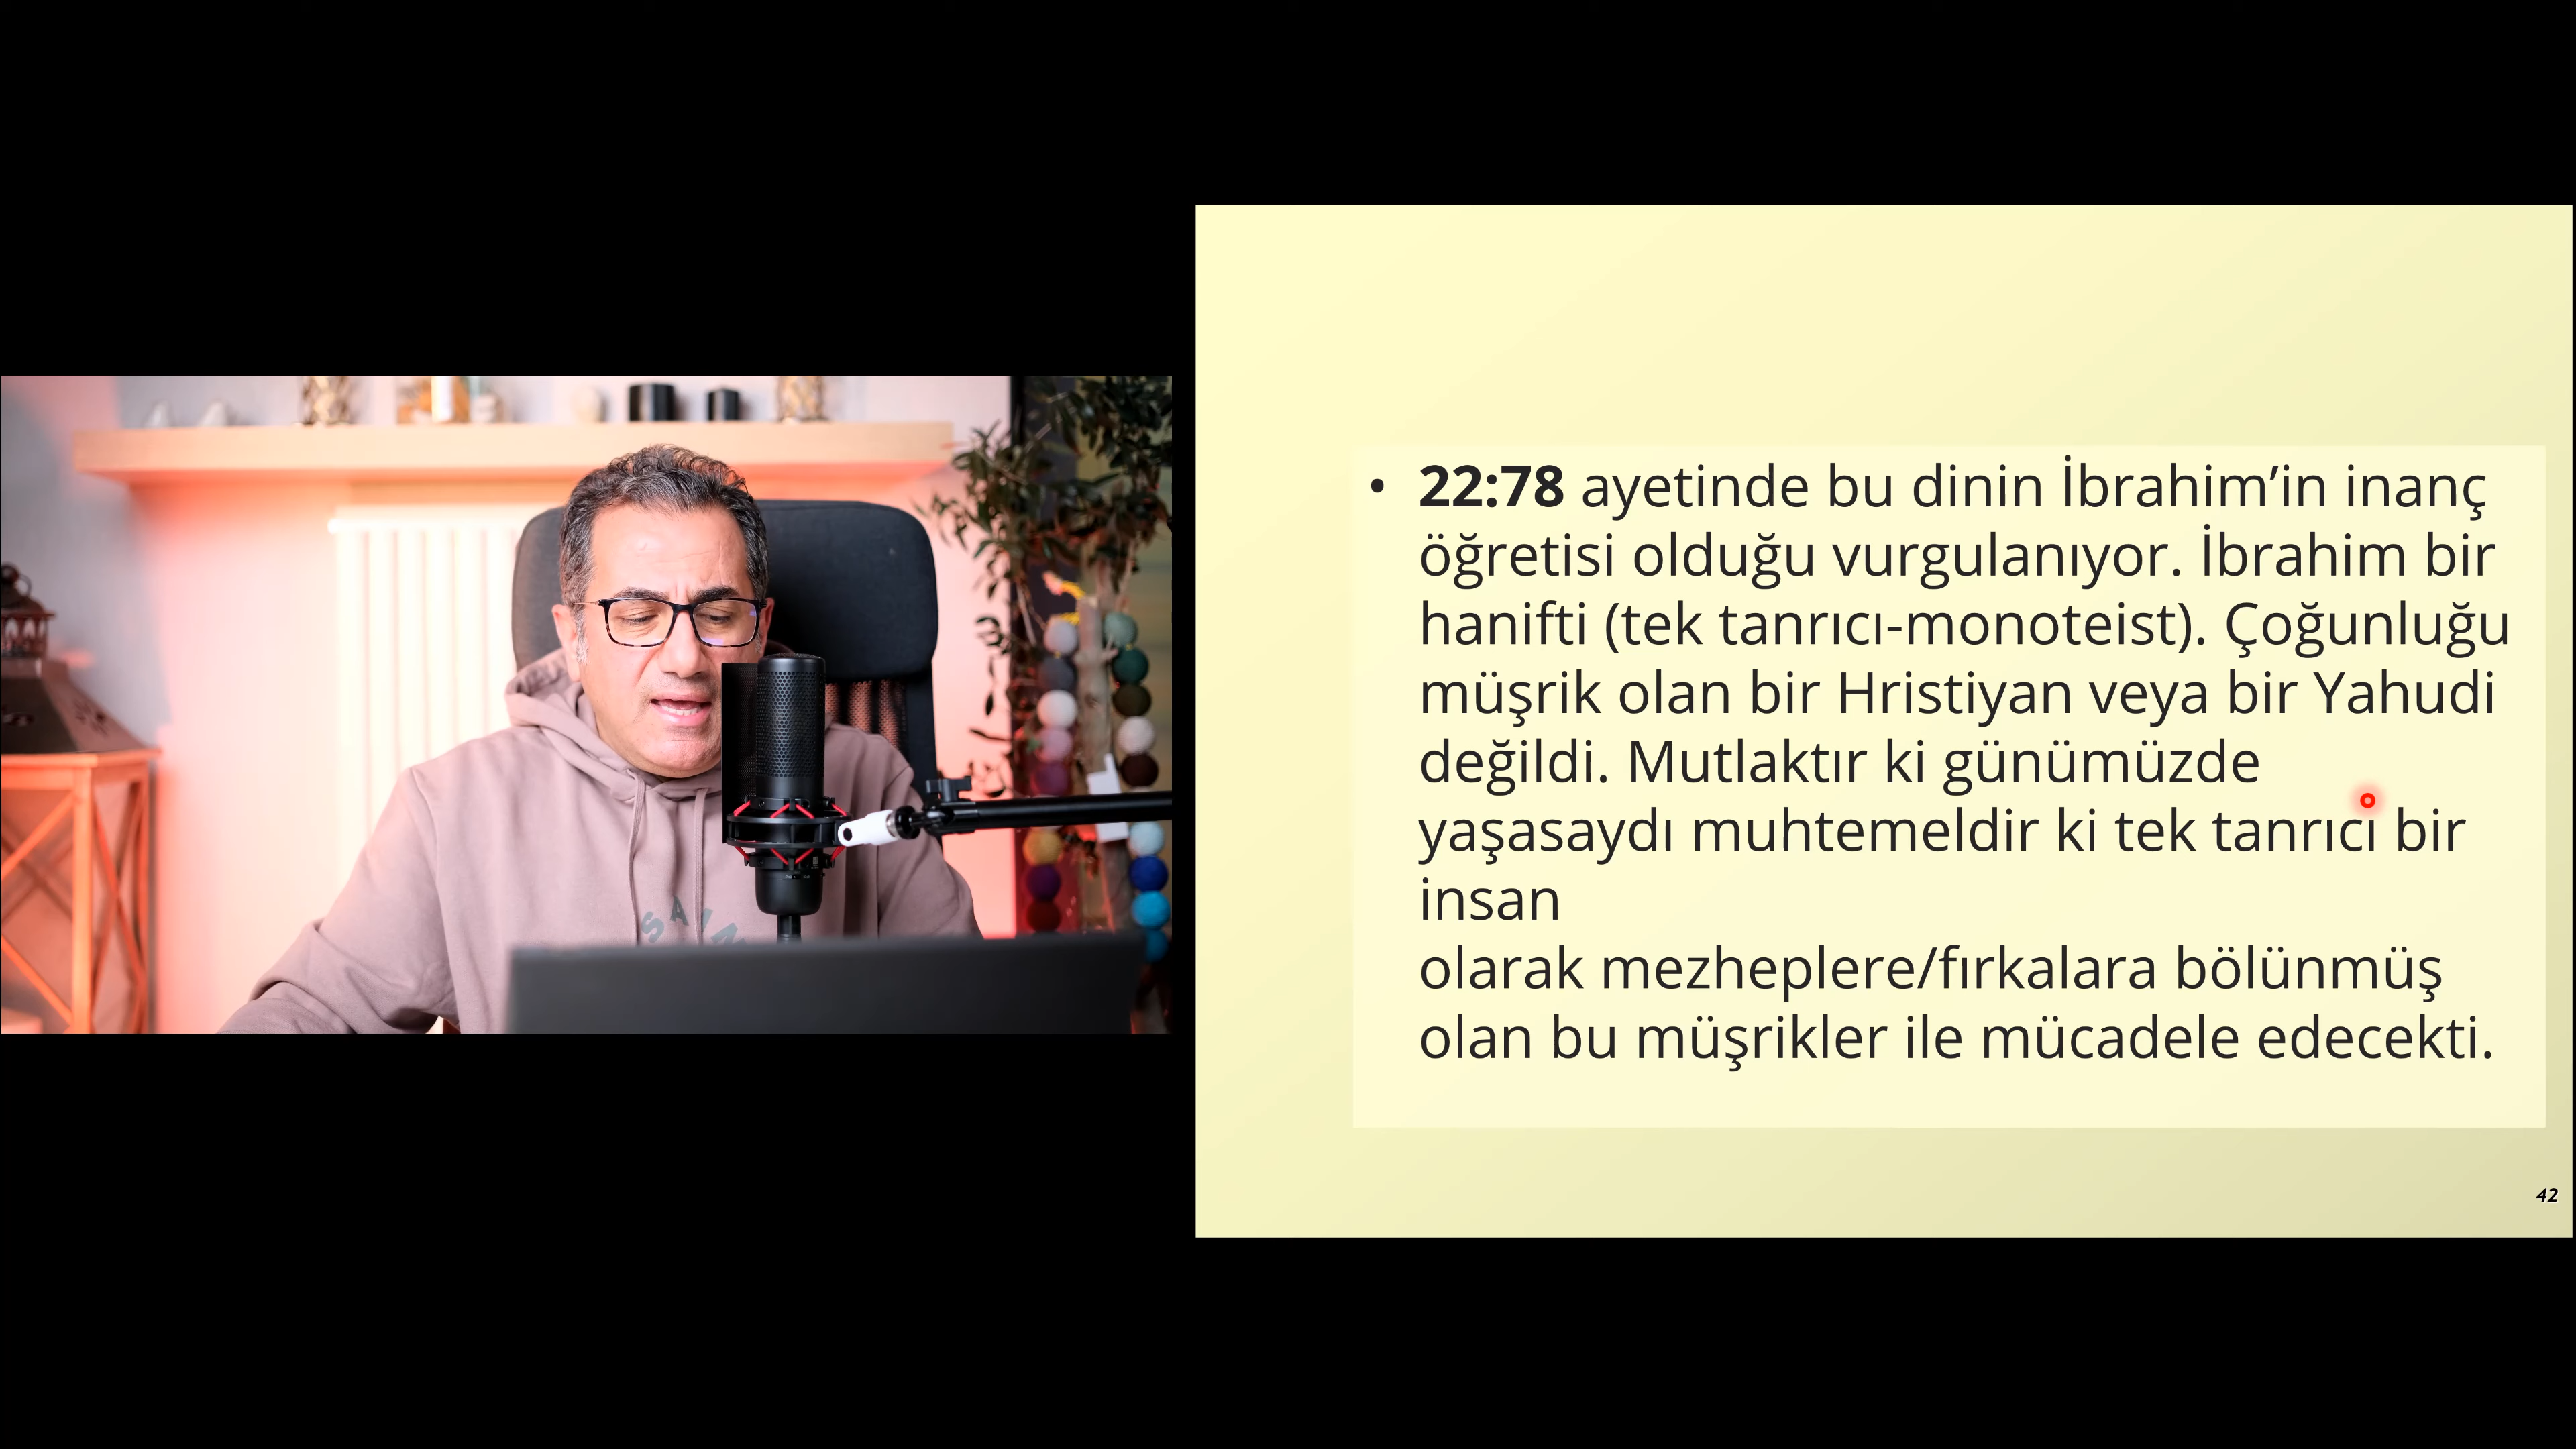 • 22:78 ayetinde bu dinin İbrahim’in inanç
öğretisi olduğu vurgulanıyor. İbrahim bir
hanifti (tek tanrıcı-monoteist). Çoğunluğu
müşrik olan bir Hristiyan veya bir Yahudi
değildi. Mutlaktır ki günümüzde
yaşasaydı muhtemeldir ki tek tanrıcı bir
insan
olarak mezheplere/fırkalara bölünmüş
olan bu müşrikler ile mücadele edecekti.
42